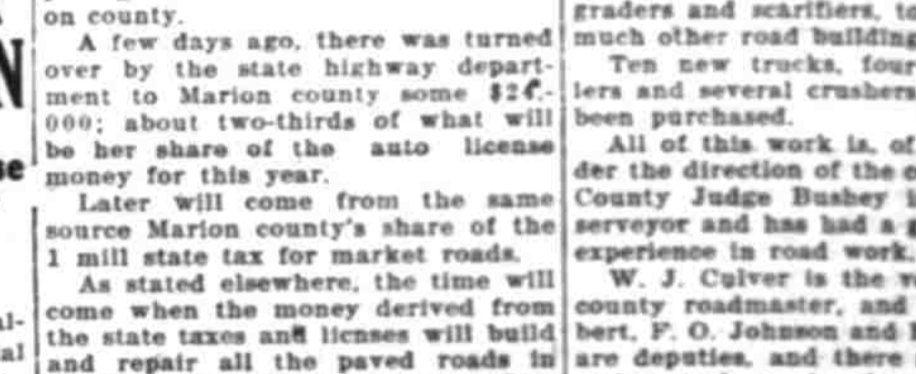 on county.
A few days ago, there was turned
over by the state highway depart-
ment to Marion county some
000; about two-thirds of what will
be her share of the auto license
money for this year.
Later will come from the same
source Marion county's share of the
1 mill state tax for market roads.
As stated elsewhere, the time will
come when the money derived from
the state taxes and licnses will build
and repair all the paved roads in
graders and scarifiers, to
much other road building
Ten new trucks, four
lers and several crushers
been purchased.
All of this work is, of
der the direction of the c
County Judge Bushey i
serveyor and has had a g
experience in road work.
W. J. Culver is the
county roadmaster, and
bert, F. O. Johnson and
are deputies, and there